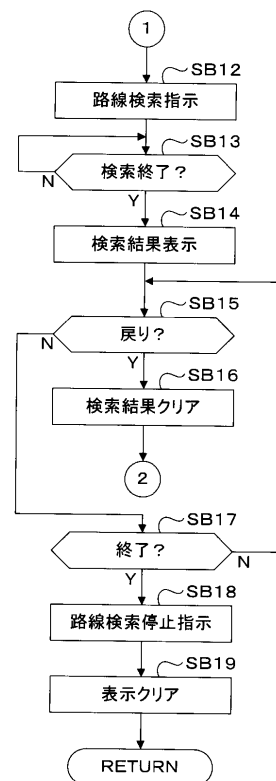 1
SB12
路線検索指示
SB13
検索終了?
N
Y
SB14
検索結果表示
SB15
戻り?
N
Y
SB16
検索結果クリア
2
SB17
終了?
N
Y
SB18
路線検索停止指示
SB19
表示クリア
RETURN